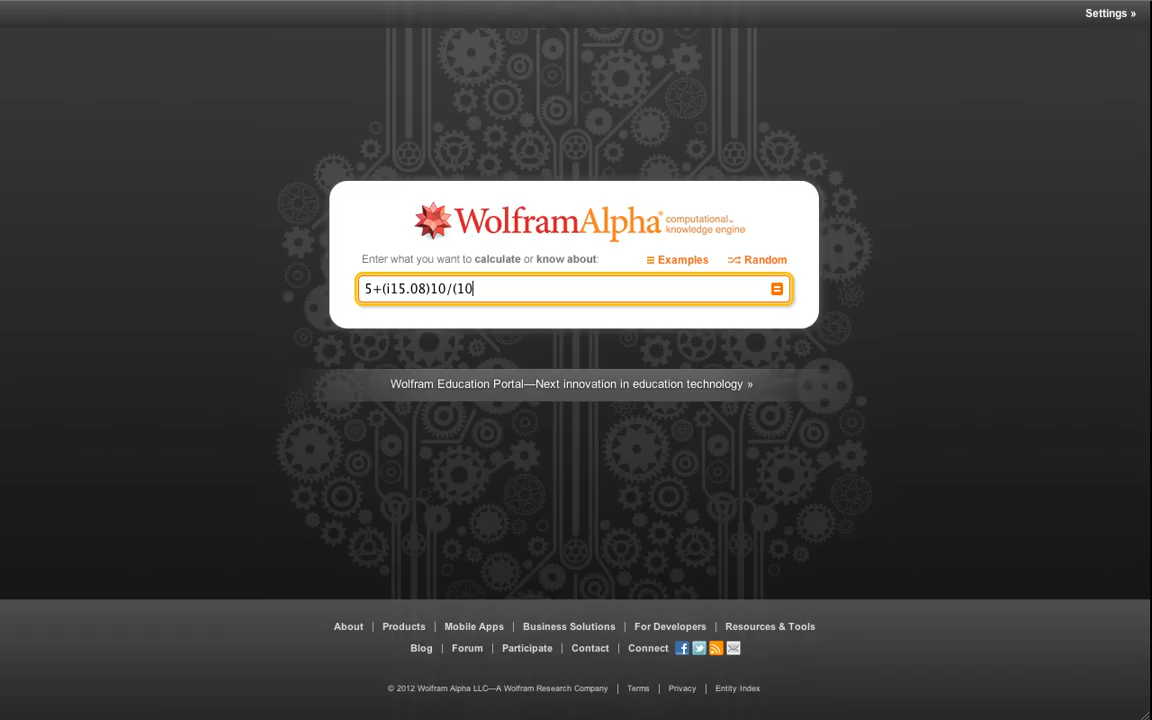 Settings »
WolframAlpha® computational™
knowledge engine
Enter what you want to calculate or know about:
Examples
Random
5+(i15.08)10/(10
Wolfram Education Portal—Next innovation in education technology »
About | Products | Mobile Apps | Business Solutions | For Developers | Resources & Tools
Blog | Forum | Participate | Contact | Connect
© 2012 Wolfram Alpha LLC—A Wolfram Research Company | Terms | Privacy | Entity Index